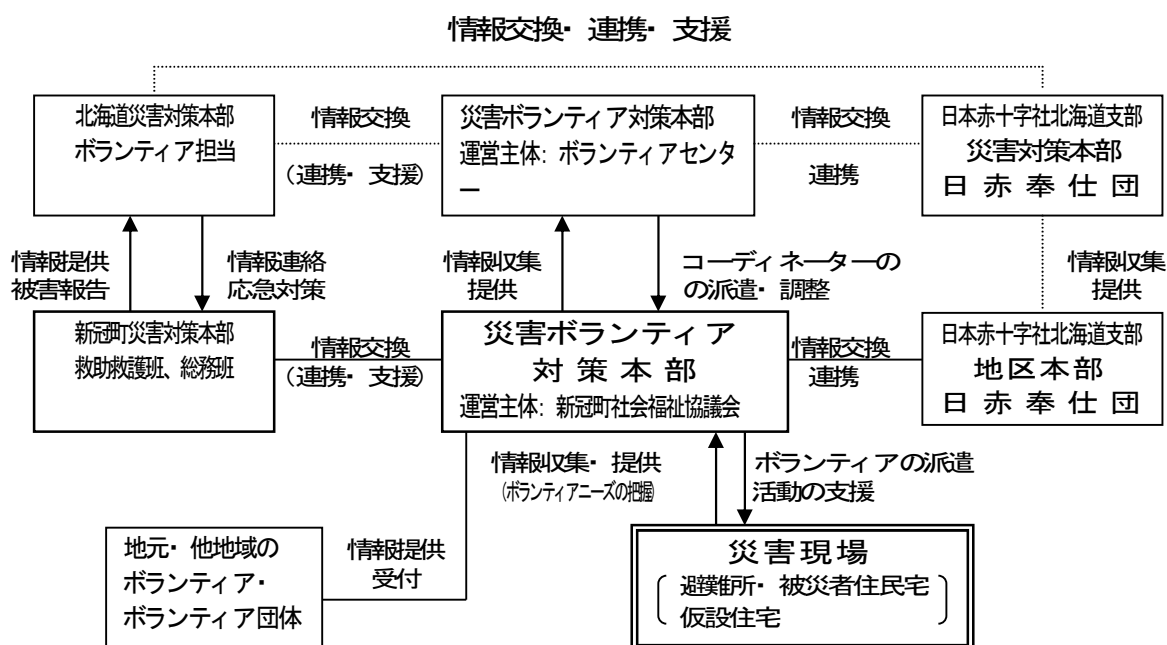 情報交換・連携・支援
北海道災害対策本部
ボランティア担当
情報交換
(連携・支援)
災害ボランティア対策本部
運営主体:ボランティアセンタ
ー
情報交換
連携
日本赤十字社北海道支部
災害対策本部
日赤奉仕団
情報提供
被害報告
情報連絡
応急対策
情報収集
提供
コーディネーターの
の派遣・調整
情報収集
提供
新冠町災害対策本部
救助救護班、総務班
情報交換
(連携・支援)
災害ボランティア
対策本部
運営主体:新冠町社会福祉協議会
情報交換
連携
日本赤十字社北海道支部
地区本部
日赤奉仕団
情報収集・提供
(ボランティアニーズの把握)
ボランティアの派遣
活動の支援
地元・他地域の
ボランティア・
ボランティア団体
情報提供
受付
災害現場
避難所・被災者住民宅
仮設住宅